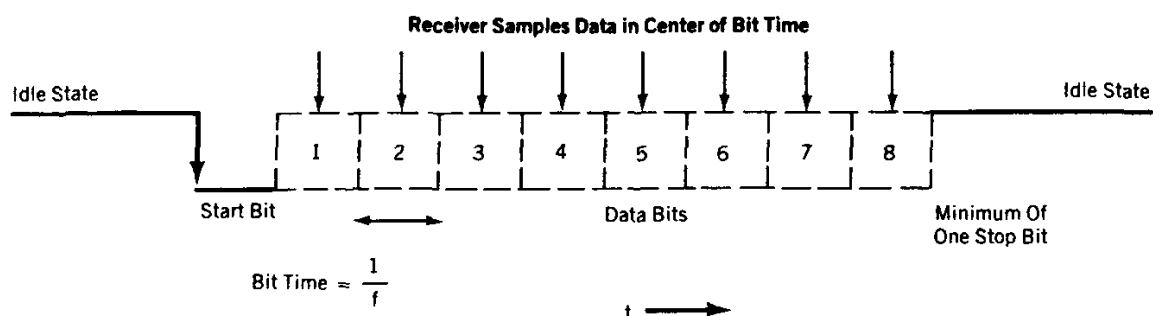 Receiver Samples Data in Center of Bit Time
Idle State
Idle State
1 2 3 4 5 6 7 8
Start Bit
Data Bits
Minimum Of
One Stop Bit
Bit Time = 1/f
t